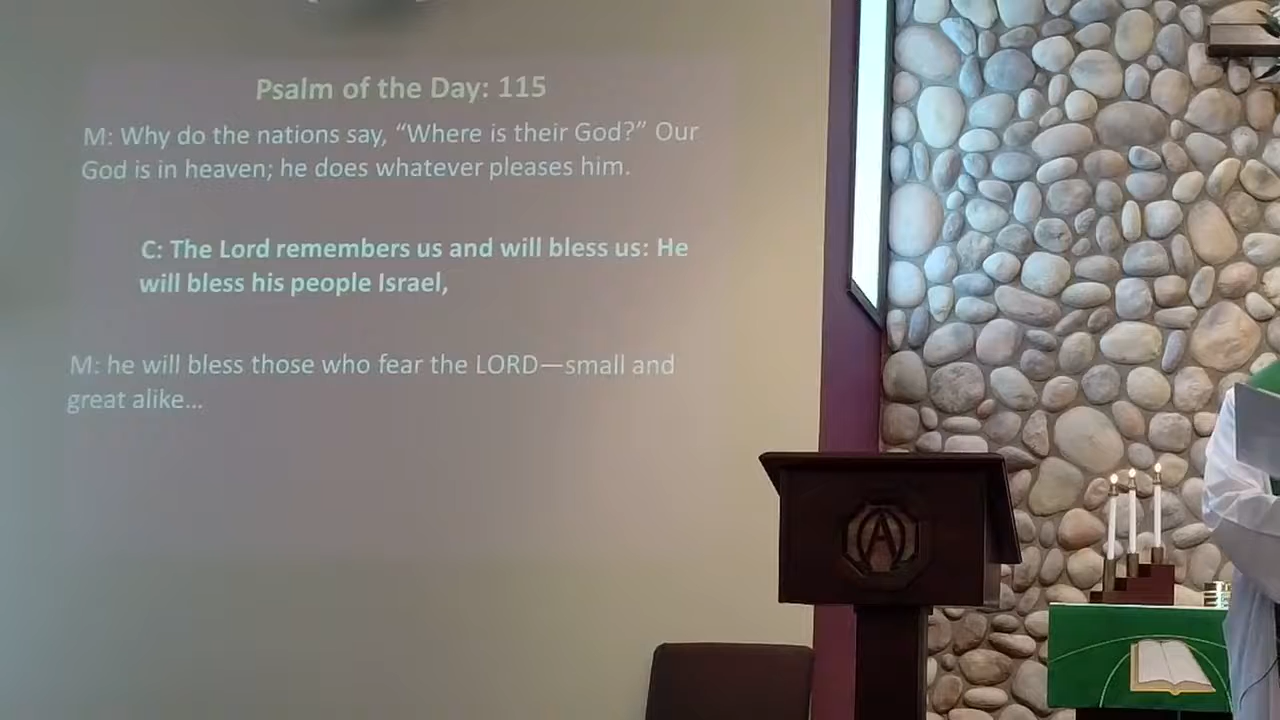 Psalm of the Day: 115
M: Why do the nations say, “Where is their God?” Our
God is in heaven; he does whatever pleases him.
C: The Lord remembers us and will bless us: He
will bless his people Israel,
M: he will bless those who fear the LORD—small and
great alike…